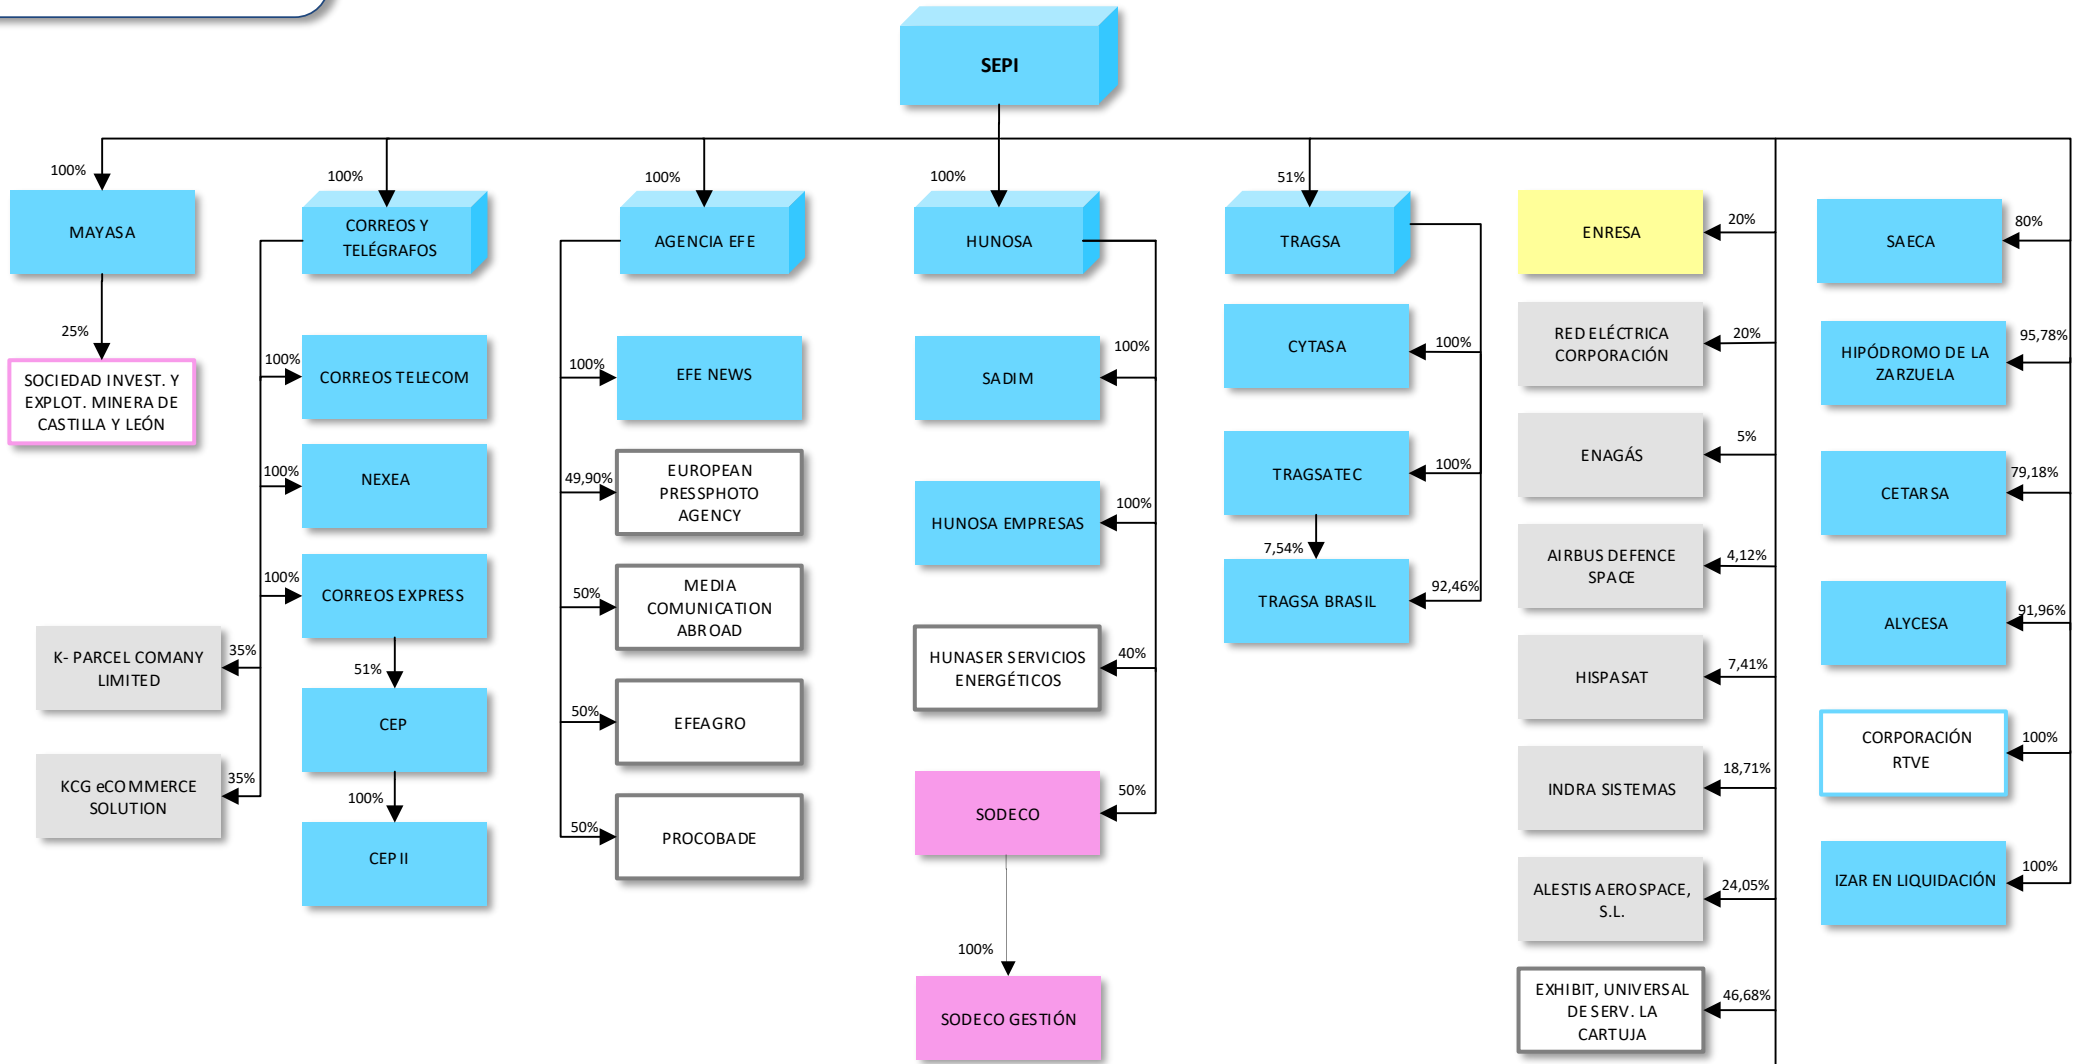 SEPI
100%
MAYASA
25%
SOCIEDAD INVEST. Y
EXPLOT. MINERA DE
CASTILLA Y LEÓN
100%
CORREOS Y
TELÉGRAFOS
100%
CORREOS TELECOM
100%
NEXEA
100%
CORREOS EXPRESS
35%
K- PARCEL COMANY
LIMITED
51%
CEP
35%
KCG eCOMMERCE
SOLUTION
100%
CEP II
100%
AGENCIA EFE
100%
EFE NEWS
49,90%
EUROPEAN
PRESSPHOTO
AGENCY
50%
MEDIA
COMUNICATION
ABROAD
50%
EFEAGRO
50%
PROCOBADE
100%
HUNOSA
100%
SADIM
100%
HUNOSA EMPRESAS
40%
HUNASER SERVICIOS
ENERGÉTICOS
50%
SODECO
100%
SODECO GESTIÓN
51%
TRAGSA
100%
CYTASA
100%
TRAGSATEC
7,54%
92,46%
TRAGSA BRASIL
ENRESA
20%
RED ELÉCTRICA
CORPORACIÓN
20%
ENAGÁS
5%
AIRBUS DEFENCE
SPACE
4,12%
HISPASAT
7,41%
INDRA SISTEMAS
18,71%
ALESTIS AEROSPACE,
S.L.
24,05%
EXHIBIT, UNIVERSAL
DE SERV. LA
CARTUJA
46,68%
SAECA
80%
HIPÓDROMO DE LA
ZARZUELA
95,78%
CETARSA
79,18%
ALYCESA
91,96%
CORPORACIÓN
RTVE
100%
IZAR EN LIQUIDACIÓN
100%